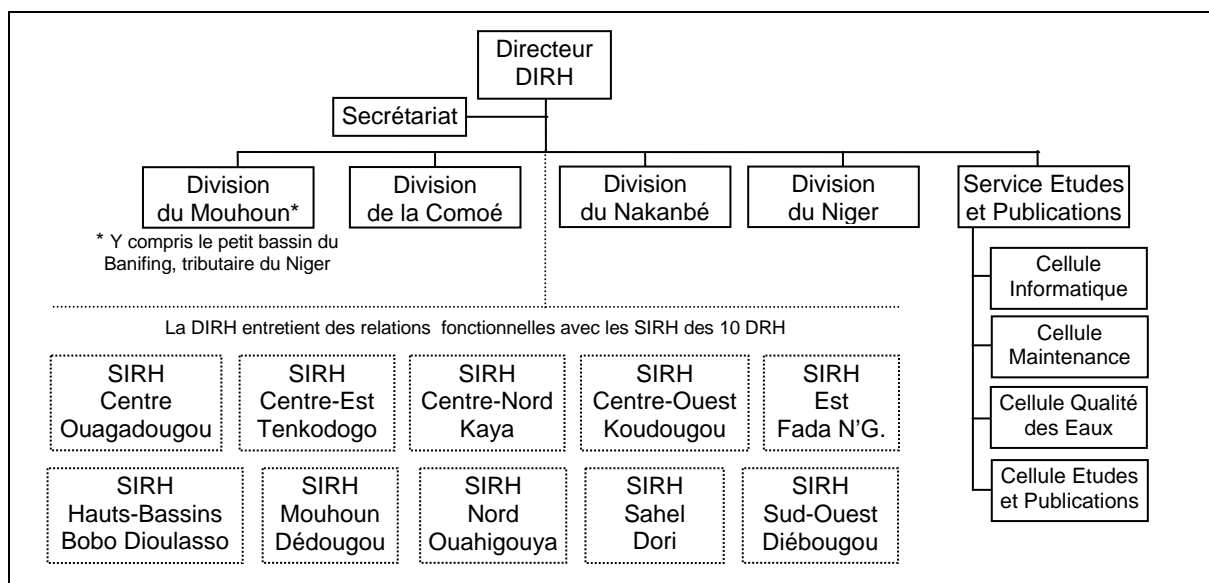 Directeur
DIRH
Secrétariat
Division
du Mouhoun*
Division
de la Comoé
Division
du Nakanbé
Division
du Niger
Service Etudes
et Publications
* Y compris le petit bassin du
Banifing, tributaire du Niger
Cellule
Informatique
Cellule
Maintenance
Cellule Qualité
des Eaux
Cellule Etudes
et Publications
La DIRH entretient des relations fonctionnelles avec les SIRH des 10 DRH
SIRH
Centre
Ouagadougou
SIRH
Centre-Est
Tenkodogo
SIRH
Centre-Nord
Kaya
SIRH
Centre-Ouest
Koudougou
SIRH
Est
Fada N'G.
SIRH
Hauts-Bassins
Bobo Dioulasso
SIRH
Mouhoun
Dédougou
SIRH
Nord
Ouahigouya
SIRH
Sahel
Dori
SIRH
Sud-Ouest
Diébougou